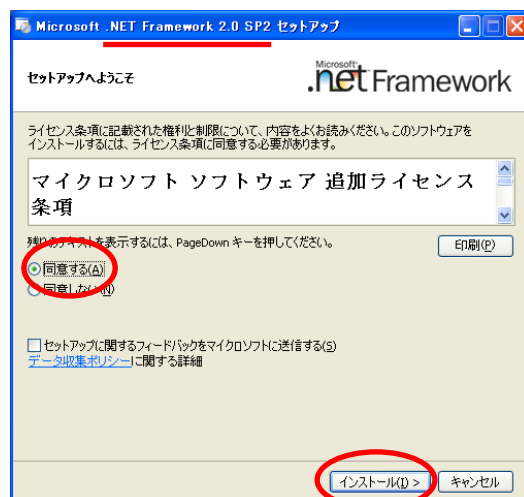 Microsoft .NET Framework 2.0 SP2 セットアップ
セットアップへようこそ
Microsoft
.net Framework
ライセンス条項に記載された権利と制限について、内容をよくお読みください。このソフトウェアを
インストールするには、ライセンス条項に同意する必要があります。
マイクロソフト ソフトウェア 追加ライセンス
条項
残りのテキストを表示するには、PageDown キーを押してください。
印刷(P)
同意する(A)
同意しない(N)
セットアップに関するフィードバックをマイクロソフトに送信する(S)
データ収集ポリシーに関する詳細
インストール(I) >
キャンセル